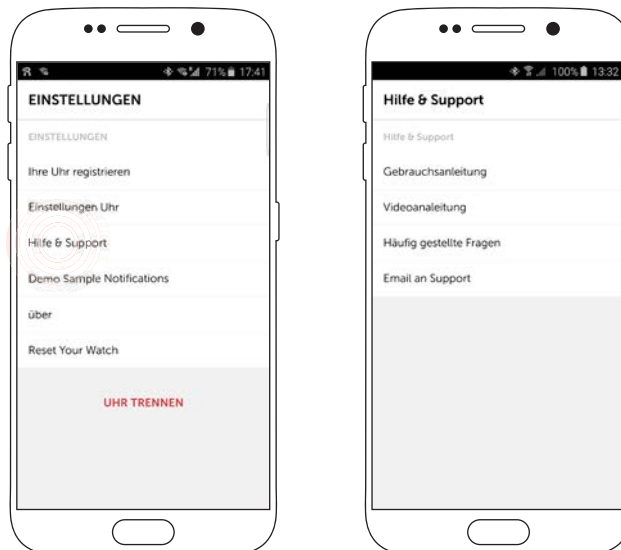 71% 17:41
EINSTELLUNGEN
EINSTELLUNGEN
Ihre Uhr registrieren
Einstellungen Uhr
Hilfe & Support
Demo Sample Notifications
über
Reset Your Watch
UHR TRENNEN
100% 13:32
Hilfe & Support
Hilfe & Support
Gebrauchsanleitung
Videoanaleitung
Häufig gestellte Fragen
Email an Support